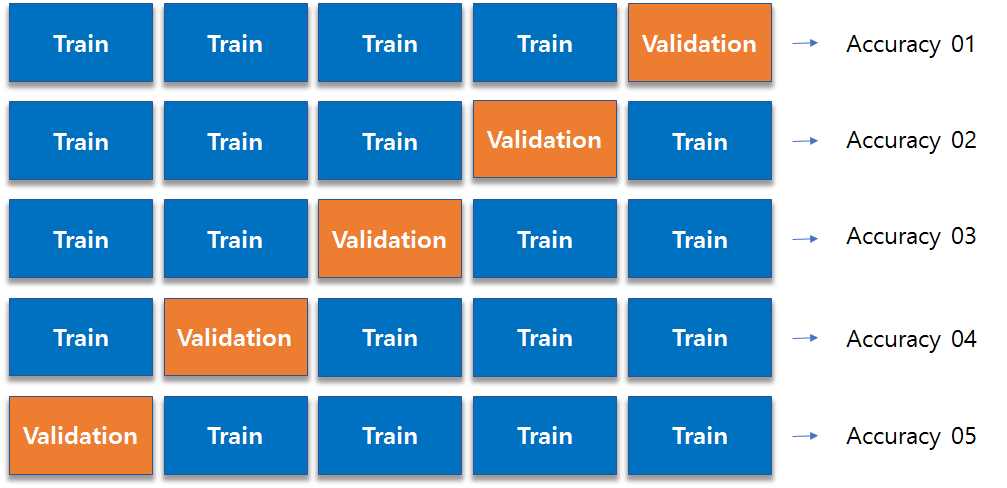 Train Train Train Train Validation Accuracy 01
Train Train Train Validation Train Accuracy 02
Train Train Validation Train Train Accuracy 03
Train Validation Train Train Train Accuracy 04
Validation Train Train Train Train Accuracy 05